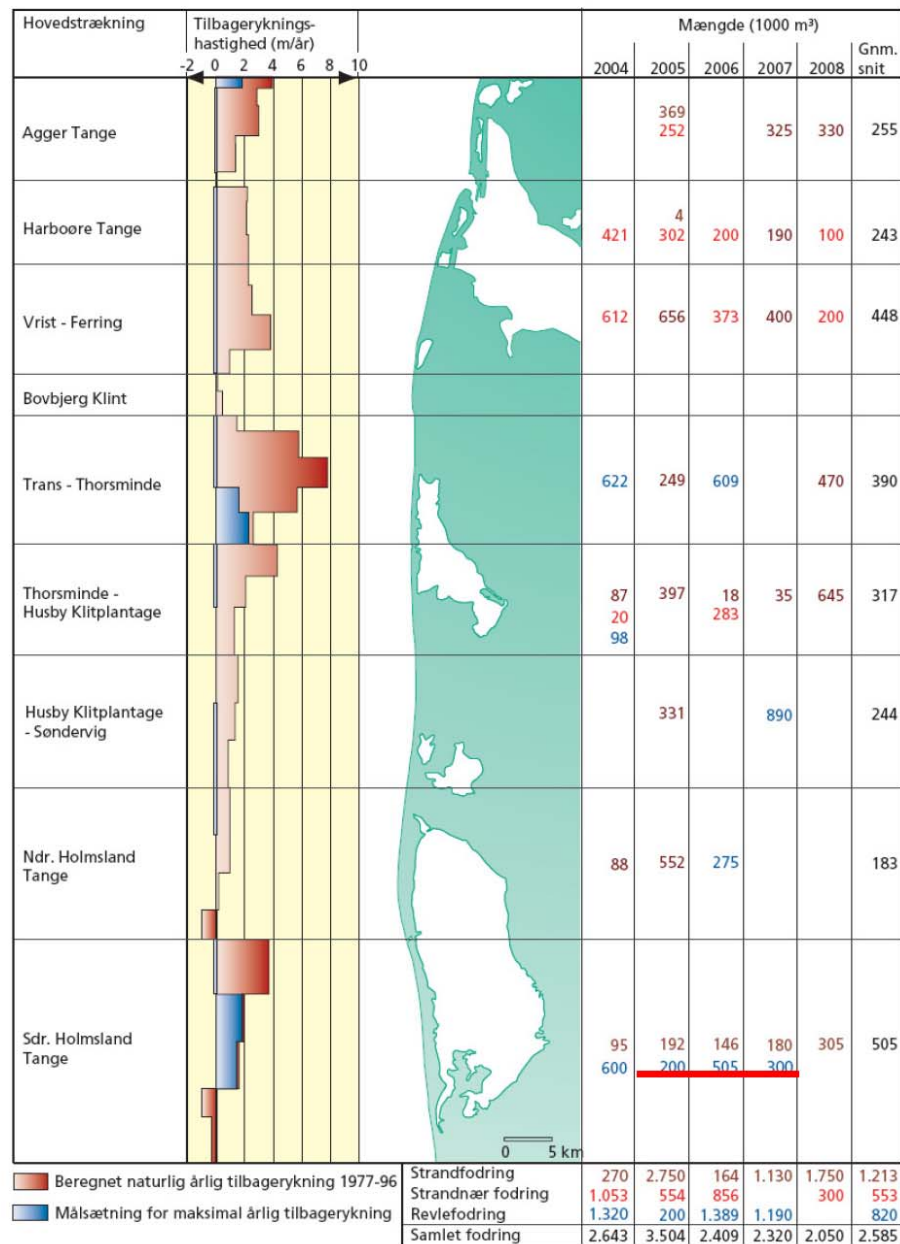 Hovedstrækning
Tilbageryknings-
hastighed (m/år)
-2 0 2 4 6 8 10
Mængde (1000 m³)
2004 2005 2006 2007 2008 Gnm. snit
Agger Tange
369
252 325 330 255
Harboøre Tange
4
421 302 200 190 100 243
Vrist - Ferring 612 656 373 400 200 448
Bovbjerg Klint
Trans - Thorsminde 622 249 609 470 390
Thorsminde -
Husby Klitplantage
87 397 18 35 645 317
20 283
98
Husby Klitplantage
- Søndervig
331 890 244
Ndr. Holmsland
Tange
88 552 275 183
Sdr. Holmsland
Tange
95 192 146 180 305 505
600 200 505 300
0 5 km
Beregnet naturlig årlig tilbagerykning 1977-96
Målsætning for maksimal årlig tilbagerykning
Strandfodring 270 2.750 164 1.130 1.750 1.213
Strandnær fodring 1.053 554 856 300 553
Revlefodring 1.320 200 1.389 1.190 820
Samlet fodring 2.643 3.504 2.409 2.320 2.050 2.585